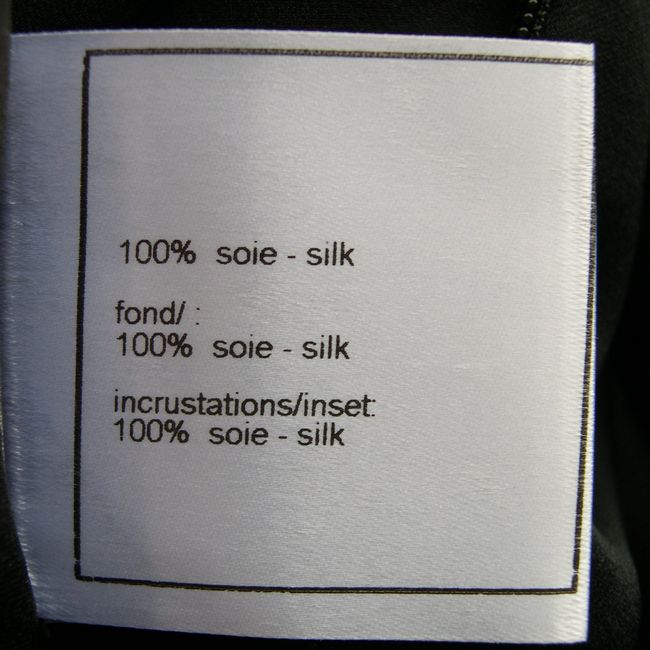 100% soie - silk
fond/ :
100% soie - silk
incrustations/inset:
100% soie - silk